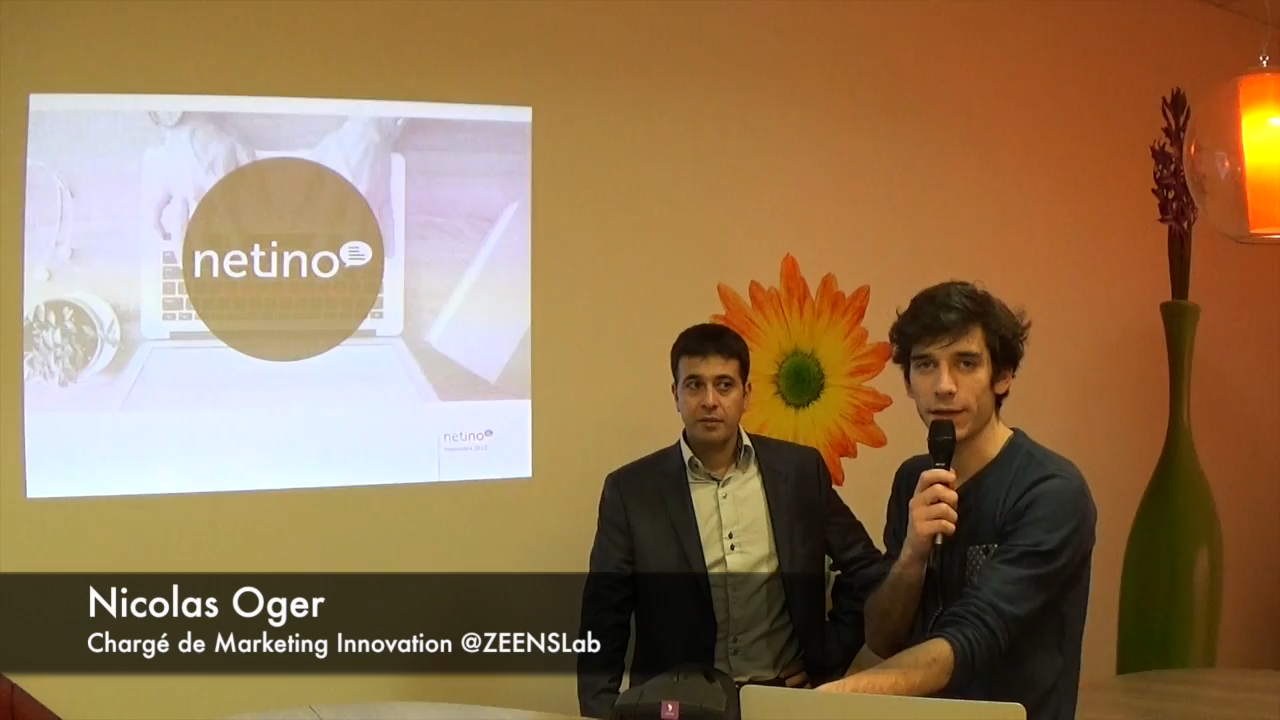 netino
netino
Nicolas Oger
Chargé de Marketing Innovation @ZEENSLab